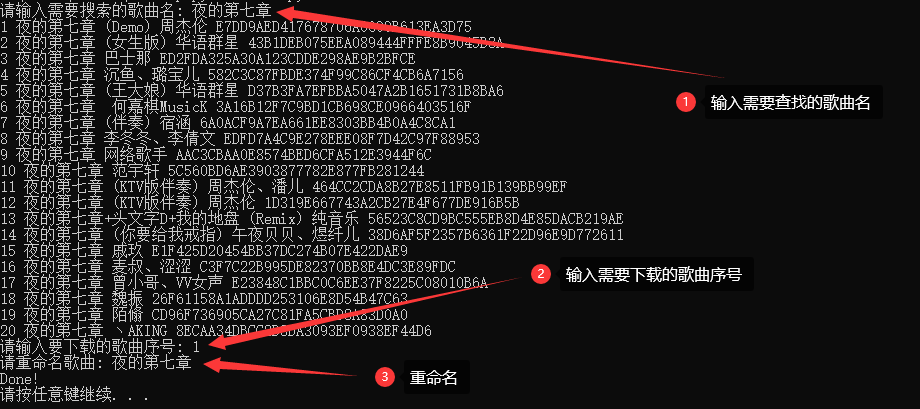 请输入需要搜索的歌曲名: 夜的第七章
1 夜的第七章 (Demo) 周杰伦
2 夜的第七章 (女生版) 华语群星 43B1DEB075EEA089444FFFE8B9045B8A
3 夜的第七章 巴士那 ED2FDA325A30A123CDDE298AE9B2BFCE
4 夜的第七章 沉鱼、璐宝儿 582C3C87FBDE374F99C86CF4CB6A7156
5 夜的第七章 (王大娘) 华语群星 D37B3FA7EFBBA5047A2B1651731B8BA6
6 夜的第七章  何嘉棋MusicK 3A16B12F7C9BD1CB698CE0966403516F
7 夜的第七章 (伴奏) 宿涵 6A0ACF9A7EA661EE8303BB4B0A4C8CA1
8 夜的第七章 李冬冬、李倩文 EDFD7A4C9E278EEE08F7D42C97F88953
9 夜的第七章 网络歌手 AAC3CBAA0E8574BED6CFA512E3944F6C
10 夜的第七章 范宇轩 5C560BD6AE3903877782E877FB281244
11 夜的第七章 (KTV版伴奏) 周杰伦、潘儿 464CC2CDA8B27E8511FB91B139BB99EF
12 夜的第七章 (KTV版伴奏) 周杰伦 1D319E667743A2CB27E4F677DE916B5B
13 夜的第七章+头文字D+我的地盘 (Remix) 纯音乐 56523C8CD9BC555EB8D4E85DACB219AE
14 夜的第七章 (你要给我戒指) 午夜贝贝、煜纤儿 38D6AF5F2357B6361F22D96E9D772611
15 夜的第七章 戚玖 E1F425D20454BB37DC274B07E422DAE9
16 夜的第七章 麦叔、涩涩 C3F7C22B995DE82370BB8E4DC3E89FDC
17 夜的第七章 曾小哥、VV女声 E23848C1BBC0C6EE37F8225C08010B6A
18 夜的第七章 魏振 26F61158A1ADDDD253106E8D54B47C63
19 夜的第七章 陌脩
20 夜的第七章 丶AKING
请输入要下载的歌曲序号: 1
请重命名歌曲: 夜的第七章
Done!
请按任意键继续. . .
1 输入需要查找的歌曲名
2 输入需要下载的歌曲序号
3 重命名